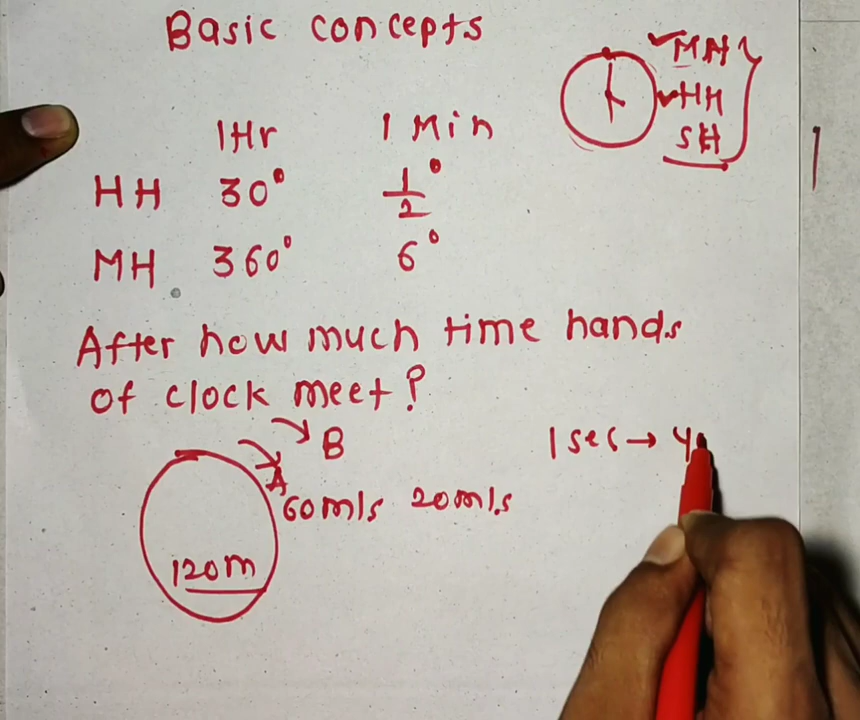 Basic concepts
MH
HH
SH
1Hr 1 Min
HH 30° 1/2°
MH 360° 6°
After how much time hands
of clock meet?
B
A
60m/s 20m/s
120m
1 sec → 4